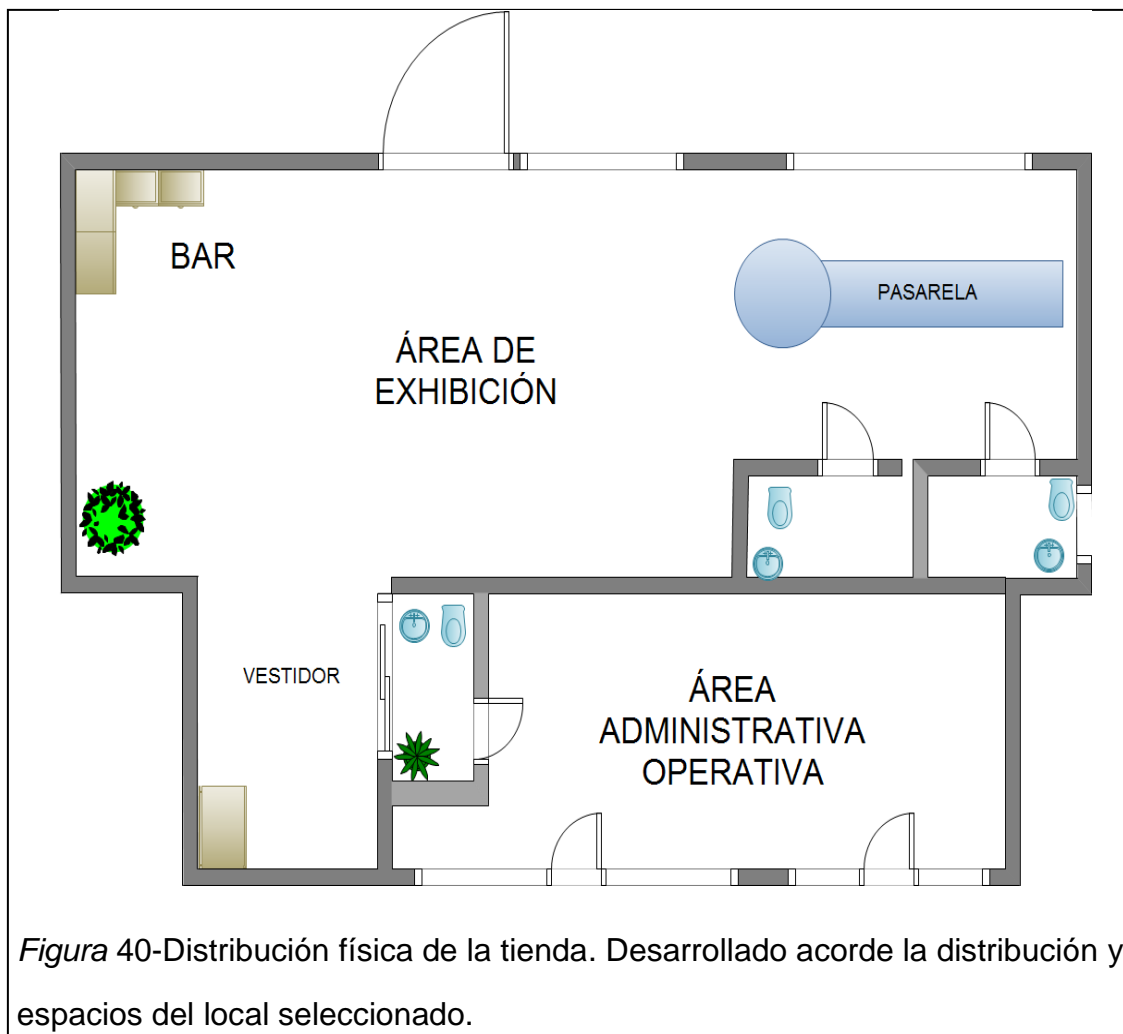 BAR
PASARELA
ÁREA DE
EXHIBICIÓN
VESTIDOR
ÁREA
ADMINISTRATIVA
OPERATIVA
Figura 40-Distribución física de la tienda. Desarrollado acorde la distribución y
espacios del local seleccionado.